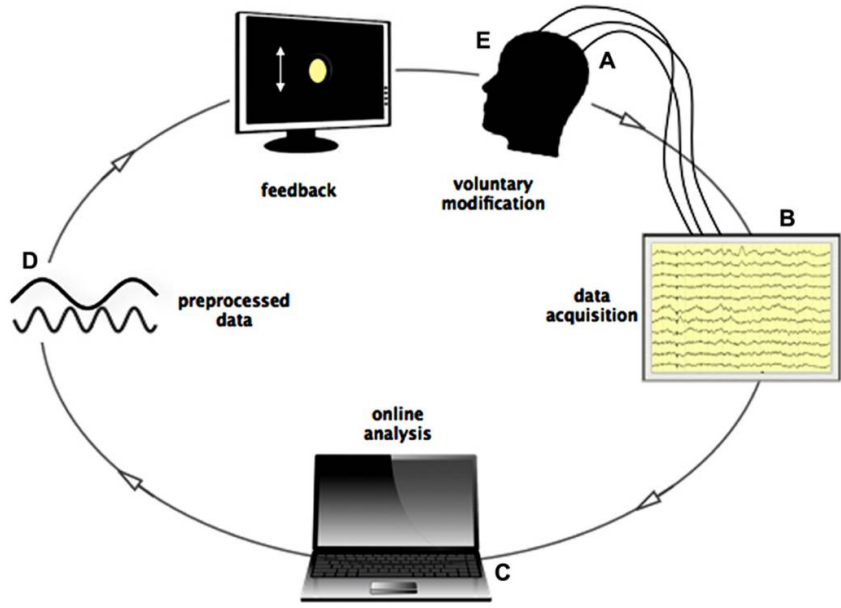 E
A
feedback
voluntary
modification
B
D
preprocessed
data
data
acquisition
online
analysis
C